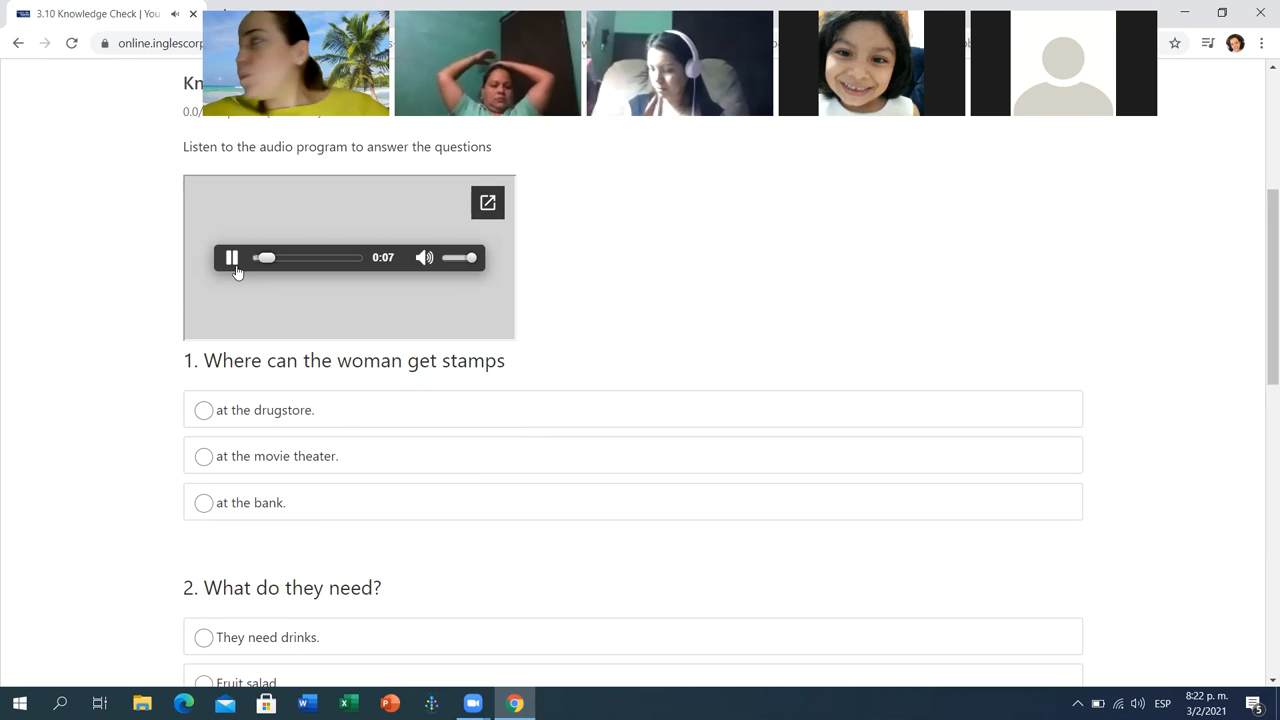 3.10 Knowledge Check | You
online.inglescorp
Kn
0.0/
Listen to the audio program to answer the questions
0:07
1. Where can the woman get stamps
at the drugstore.
at the movie theater.
at the bank.
2. What do they need?
They need drinks.
Fruit salad
ESP
8:22 p. m.
3/2/2021
5